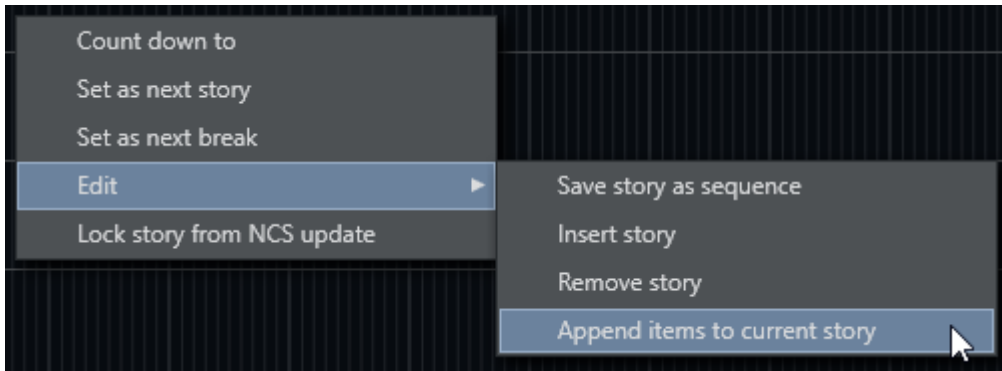 Count down to
Set as next story
Set as next break
Edit
Lock story from NCS update
Save story as sequence
Insert story
Remove story
Append items to current story